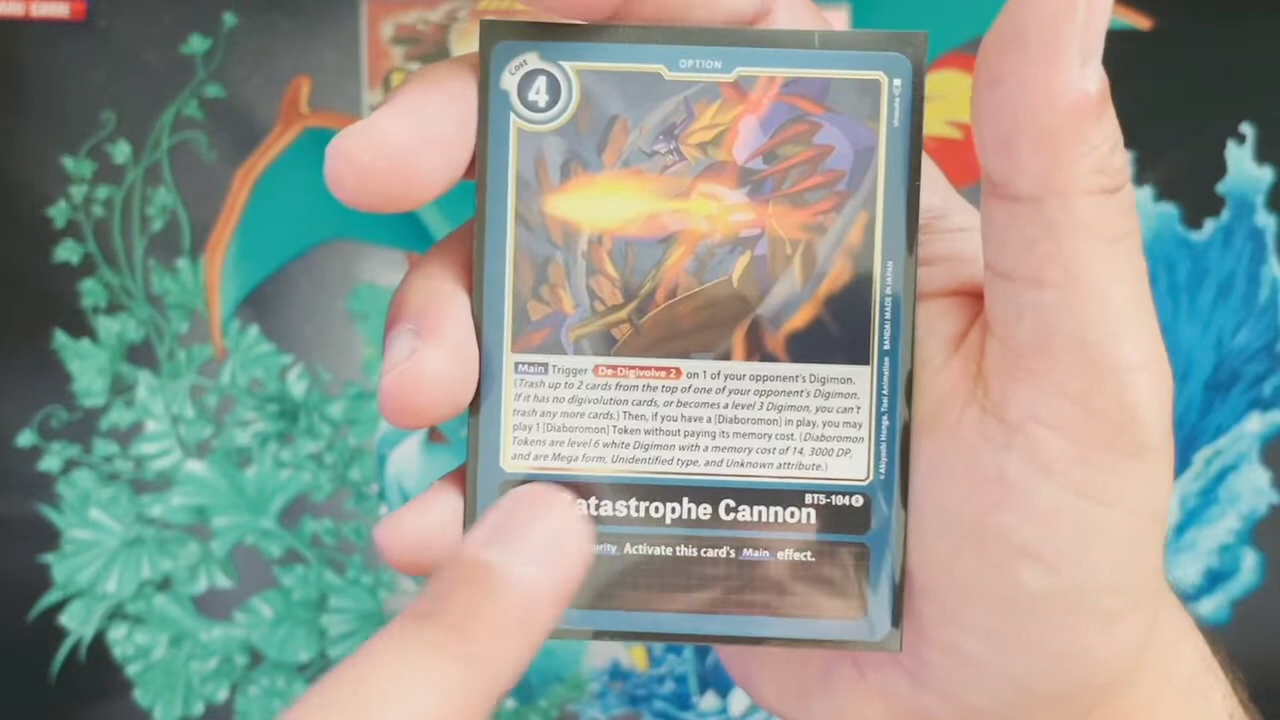 OPTION
Cost
4
Main Trigger De-Digivolve 2 on 1 of your opponent's Digimon.
(Trash up to 2 cards from the top of one of your opponent's Digimon.
If it has no digivolution cards, or becomes a level 3 Digimon, you can't
trash any more cards.) Then, if you have a [Diaboromon] in play, you may
play 1 [Diaboromon] Token without paying its memory cost. (Diaboromon
Tokens are level 6 white Digimon with a memory cost of 14, 3000 DP,
and are Mega form, Unidentified type, and Unknown attribute.)
©Akiyoshi Hongo, Toei Animation BANDAI MADE IN JAPAN
BT5-104 R
atastrophe Cannon
urity Activate this card's Main effect.